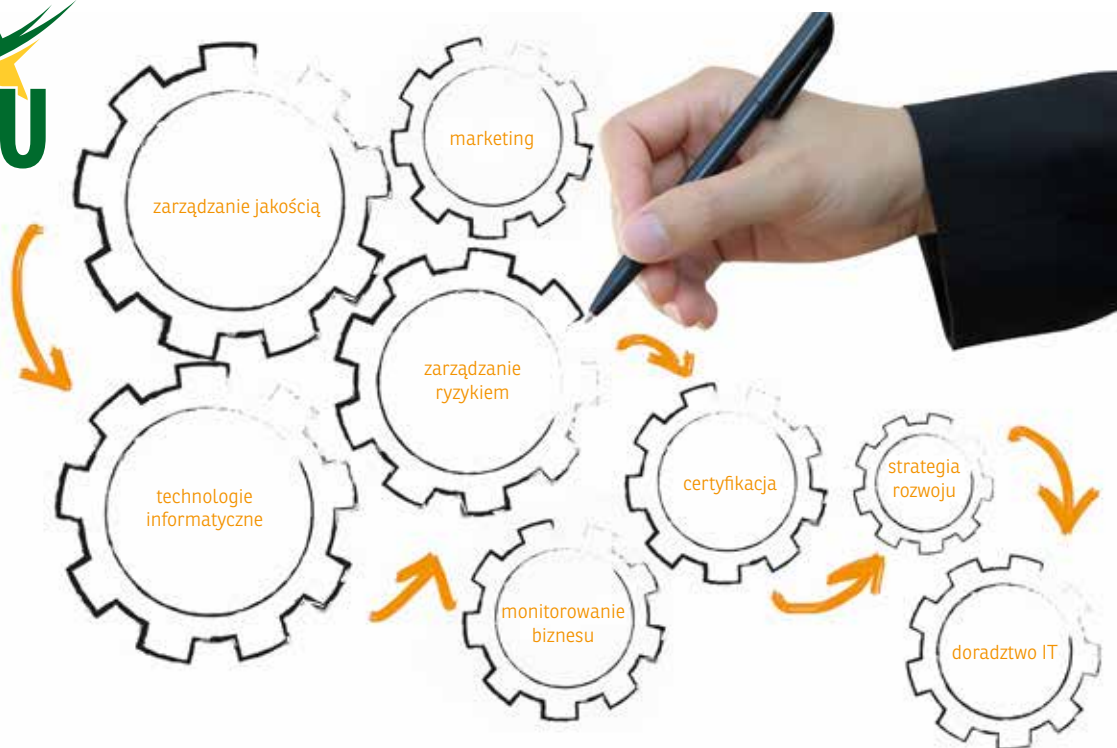 U
marketing
zarządzanie jakością
zarządzanie
ryzykiem
technologie
informatyczne
certyfikacja
strategia
rozwoju
monitorowanie
biznesu
doradztwo IT